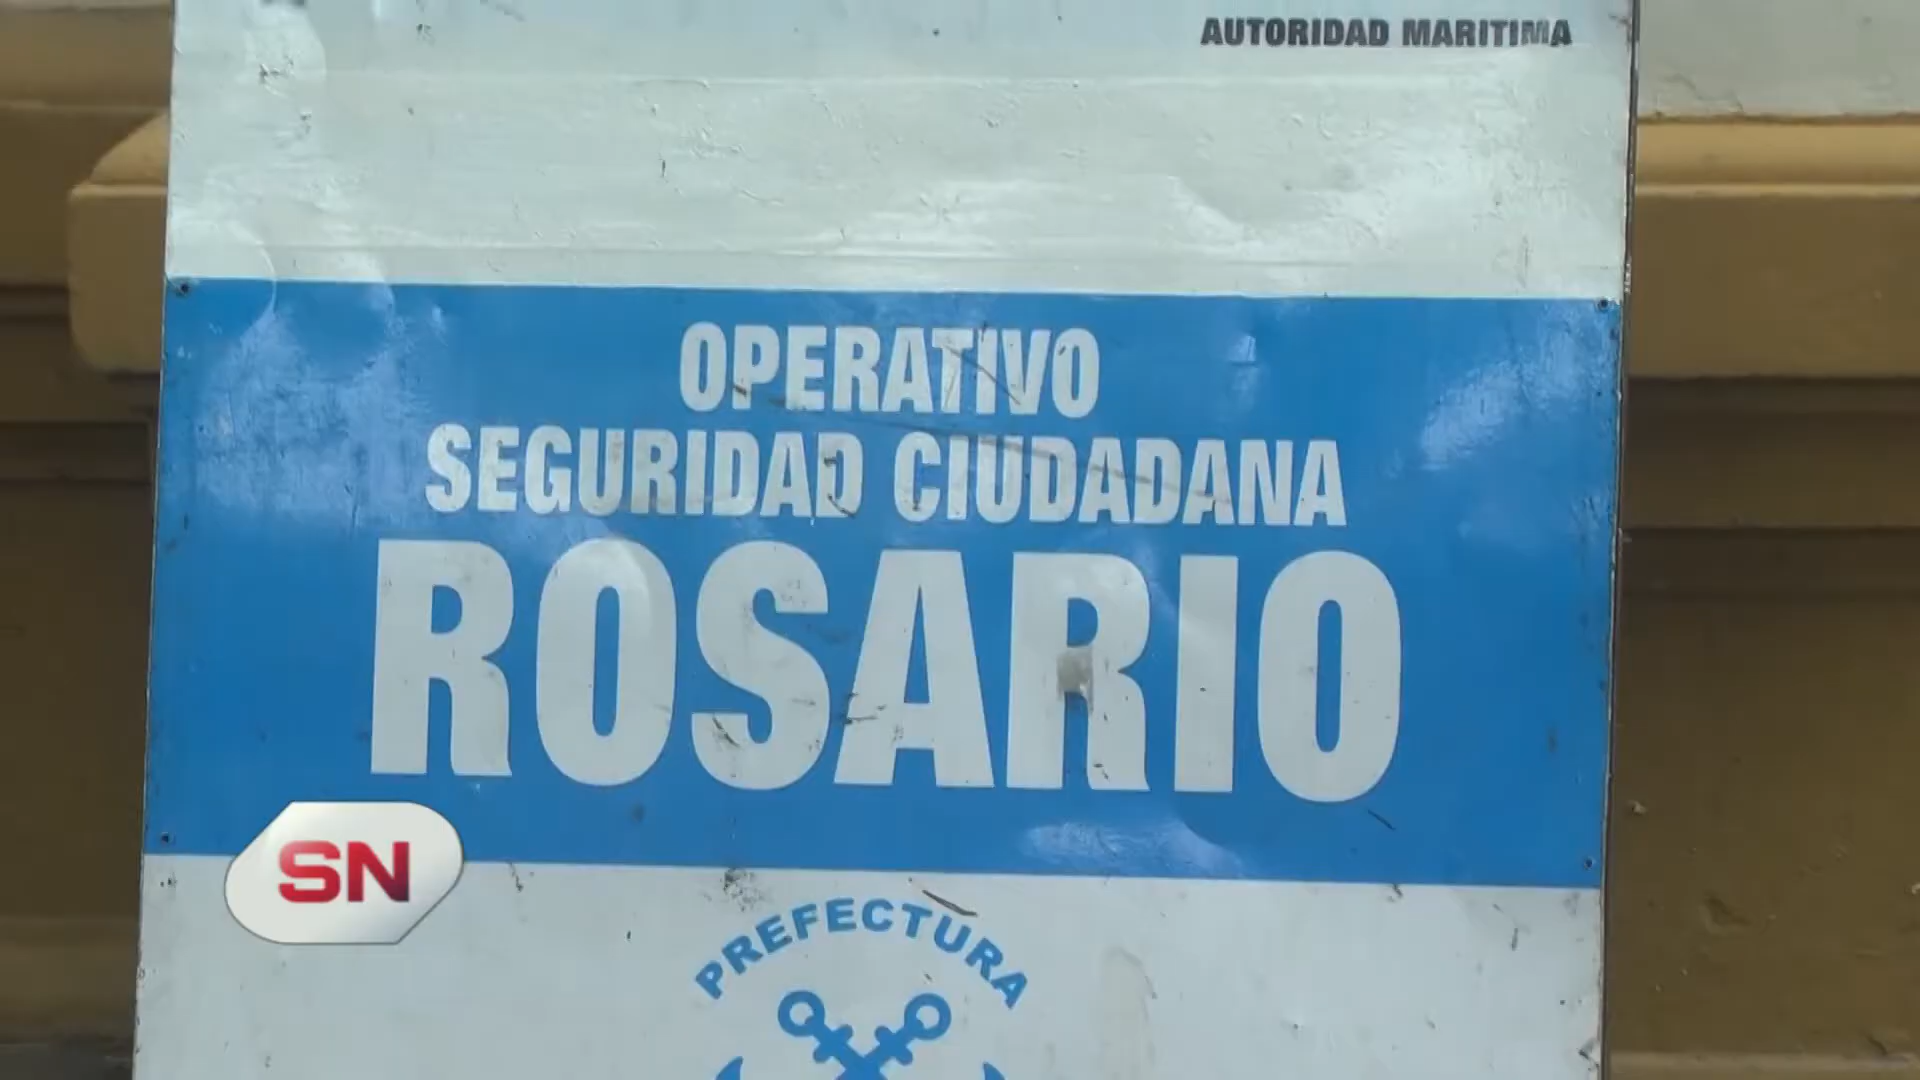 AUTORIDAD MARITIMA
OPERATIVO
SEGURIDAD CIUDADANA
ROSARIO
SN
PREFECTURA